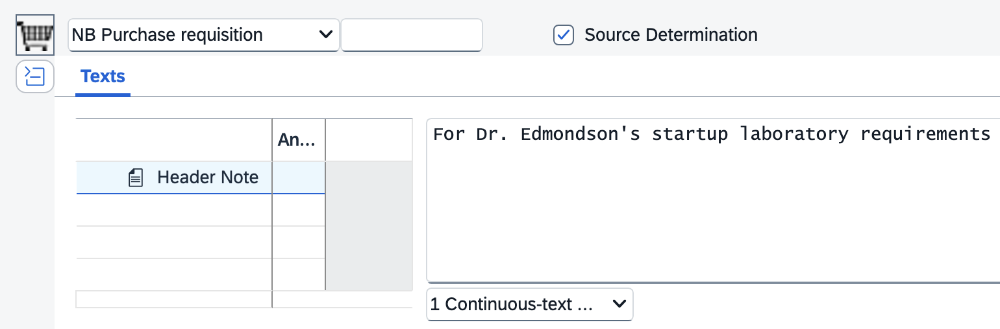 NB Purchase requisition
Source Determination
Texts
An...
Header Note
For Dr. Edmondson's startup laboratory requirements
1 Continuous-text ...